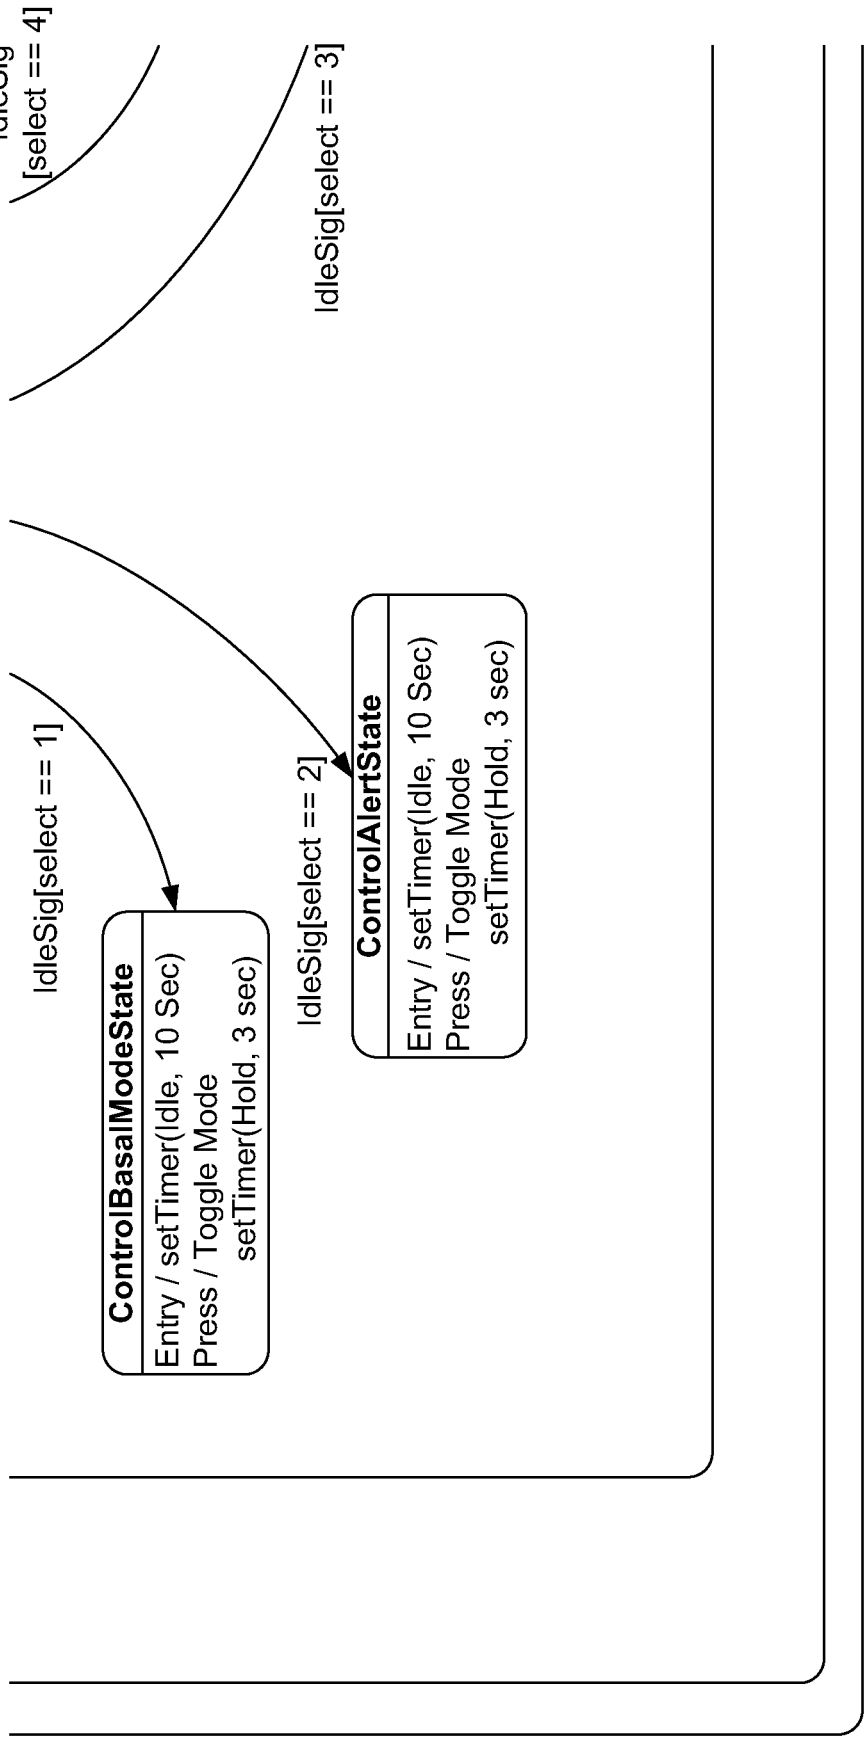 IdleSig
[select == 4]
IdleSig[select == 3]
IdleSig[select == 1]
ControlBasalModeState
Entry / setTimer(Idle, 10 Sec)
Press / Toggle Mode
setTimer(Hold, 3 sec)
IdleSig[select == 2]
ControlAlertState
Entry / setTimer(Idle, 10 Sec)
Press / Toggle Mode
setTimer(Hold, 3 sec)